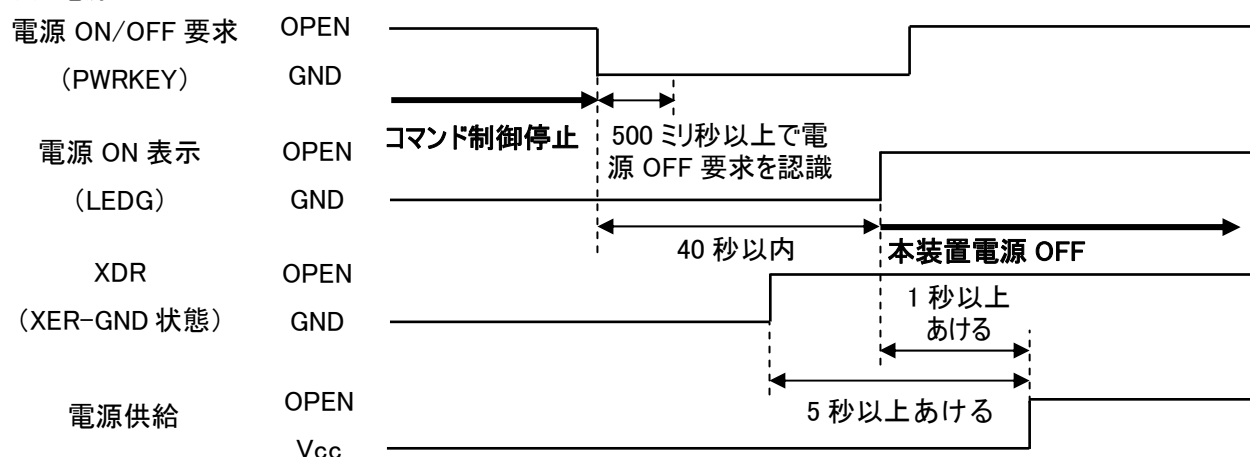 電源 ON/OFF 要求 OPEN
（PWRKEY） GND
コマンド制御停止 500 ミリ秒以上で電
源 OFF 要求を認識
電源 ON 表示 OPEN
（LEDG） GND
40 秒以内 本装置電源 OFF
XDR OPEN
（XER-GND 状態） GND
1 秒以上
あける
電源供給 OPEN
5 秒以上あける
Vcc